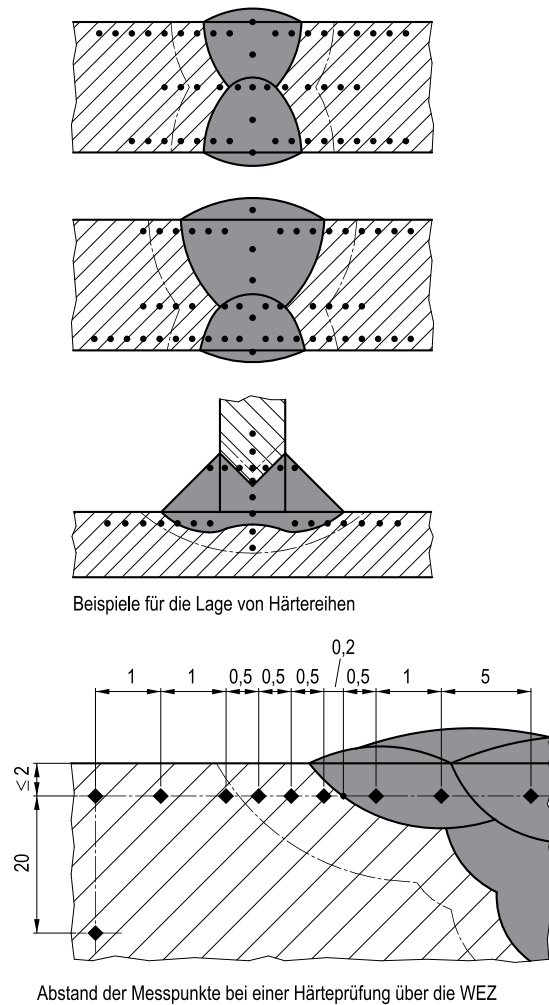 Beispiele für die Lage von Härtereihen
0,2
1 1 0,5 0,5 0,5 0,5 1 5
≤ 2
20
Abstand der Messpunkte bei einer Härteprüfung über die WEZ